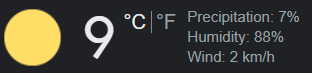 9 °C | °F
Precipitation: 7%
Humidity: 88%
Wind: 2 km/h